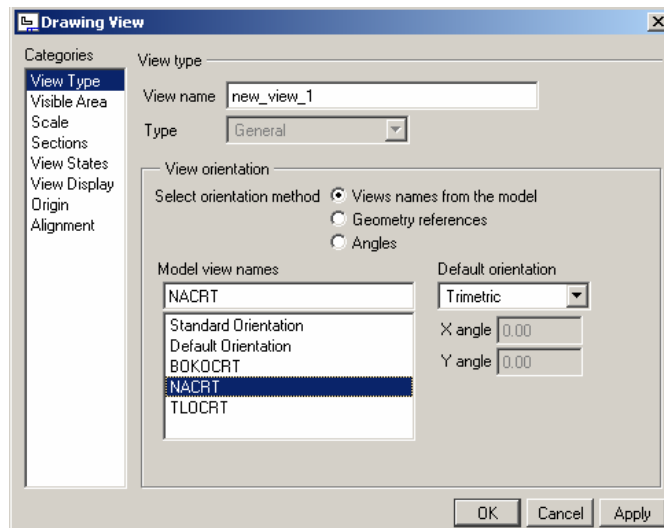 Drawing View
Categories
View Type
Visible Area
Scale
Sections
View States
View Display
Origin
Alignment
View type
View name new_view_1
Type General
View orientation
Select orientation method Views names from the model
Geometry references
Angles
Model view names
NACRT
Standard Orientation
Default Orientation
BOKOCRT
NACRT
TLOCRT
Default orientation
Trimetric
X angle 0.00
Y angle 0.00
OK Cancel Apply